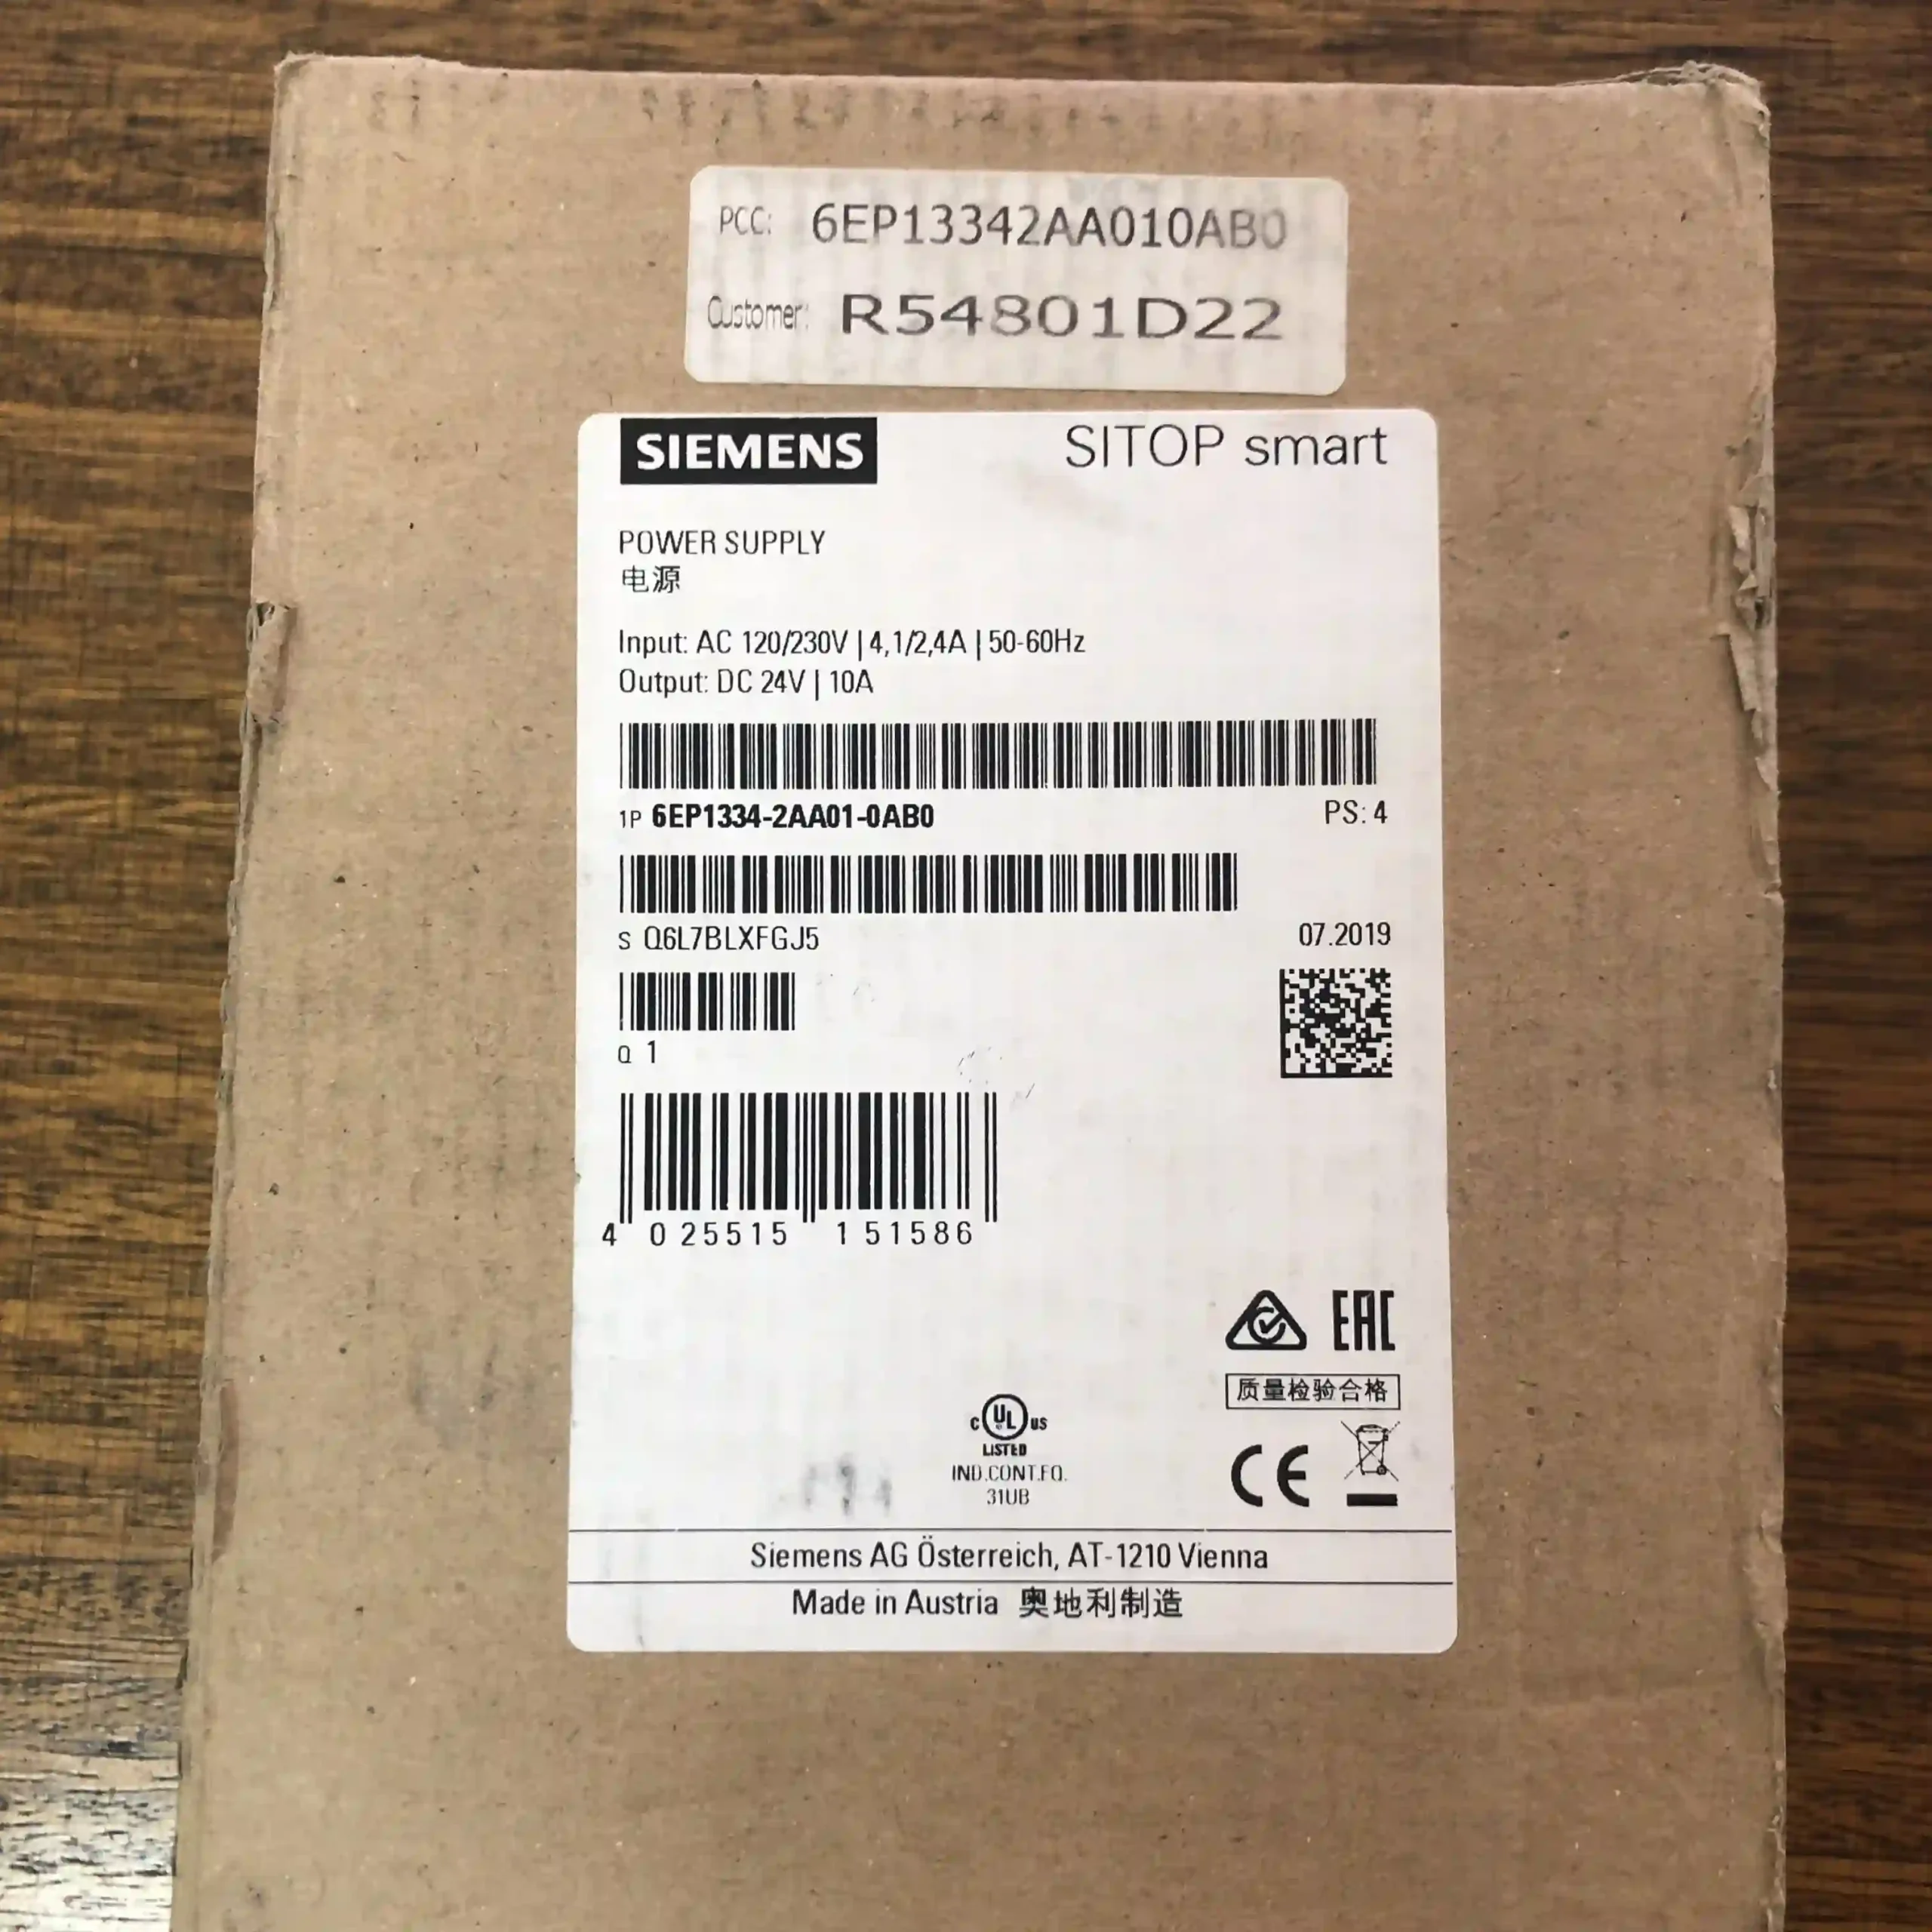 PCC: 6EP13342AA010AB0
Customer: R54801D22
SIEMENS SITOP smart
POWER SUPPLY
电源
Input: AC 120/230V | 4,1/2,4A | 50-60Hz
Output: DC 24V | 10A
1P 6EP1334-2AA01-0AB0 PS: 4
S Q6L7BLXFGJ5 07.2019
Q 1
4 025515 151586
EAC
质量检验合格
c UL us
LISTED
IND.CONT.EQ.
31UB
CE
Siemens AG Österreich, AT-1210 Vienna
Made in Austria 奥地利制造